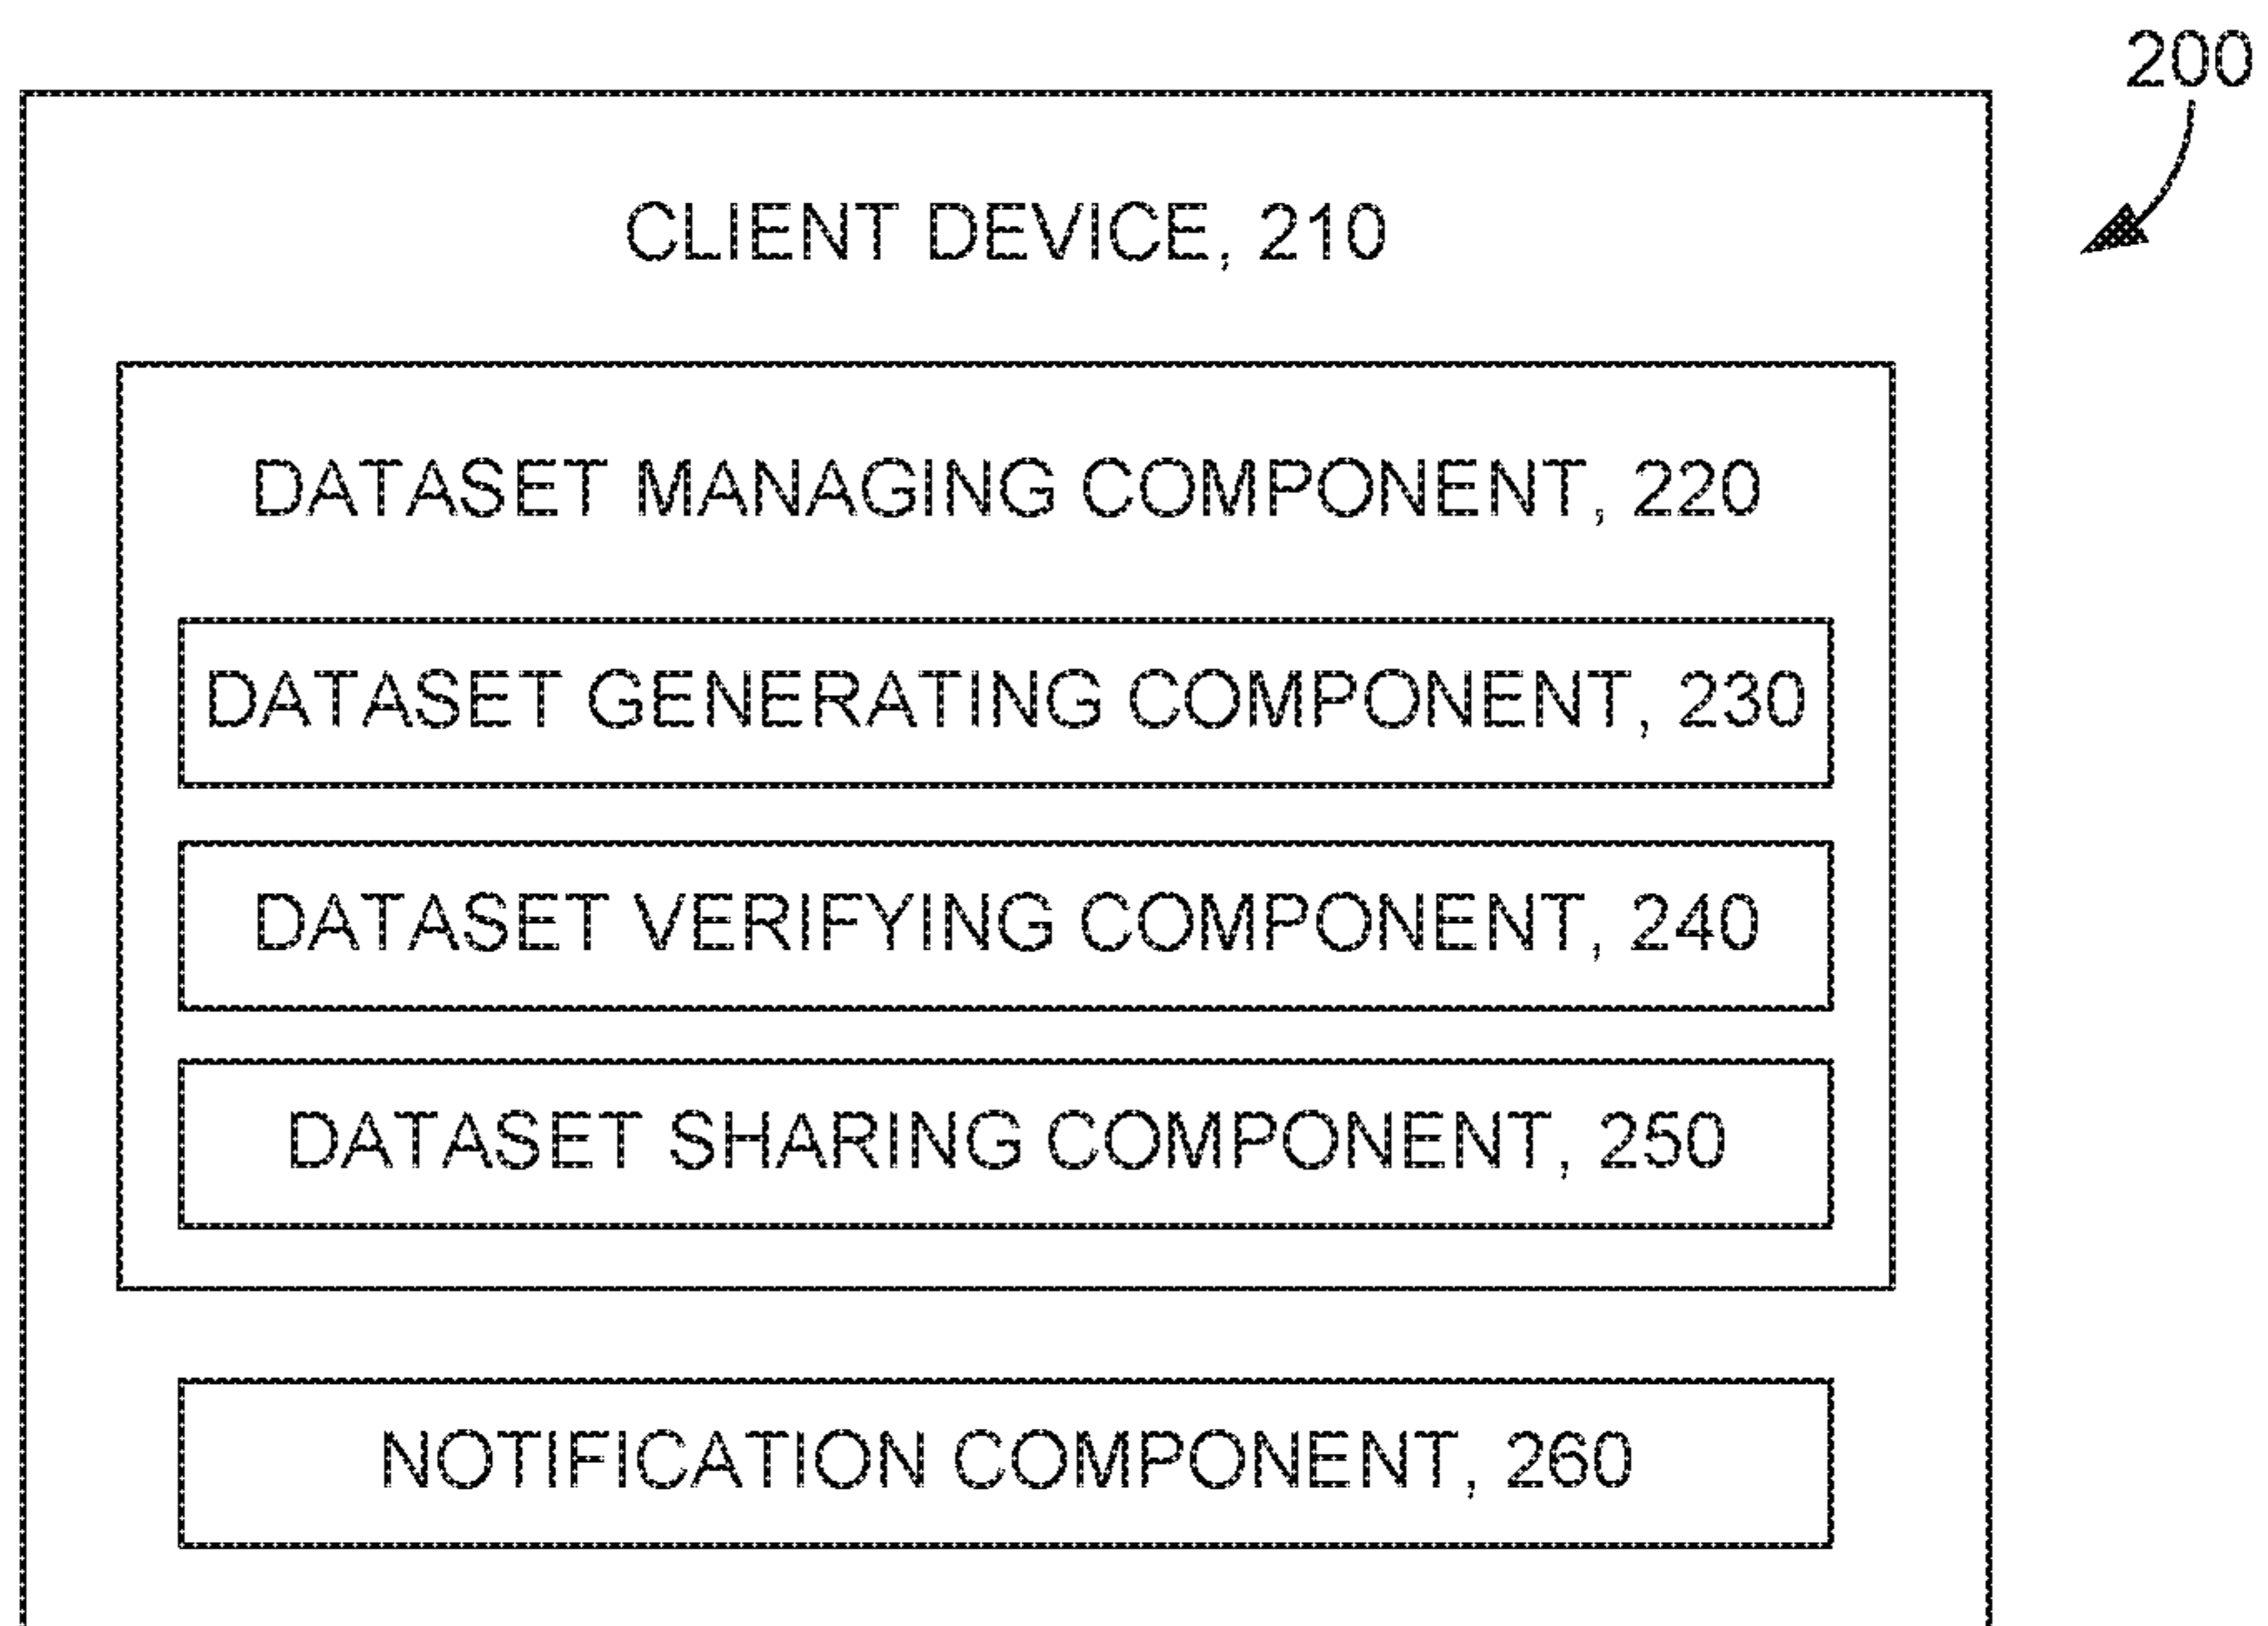 200
CLIENT DEVICE, 210
DATASET MANAGING COMPONENT, 220
DATASET GENERATING COMPONENT, 230
DATASET VERIFYING COMPONENT, 240
DATASET SHARING COMPONENT, 250
NOTIFICATION COMPONENT, 260